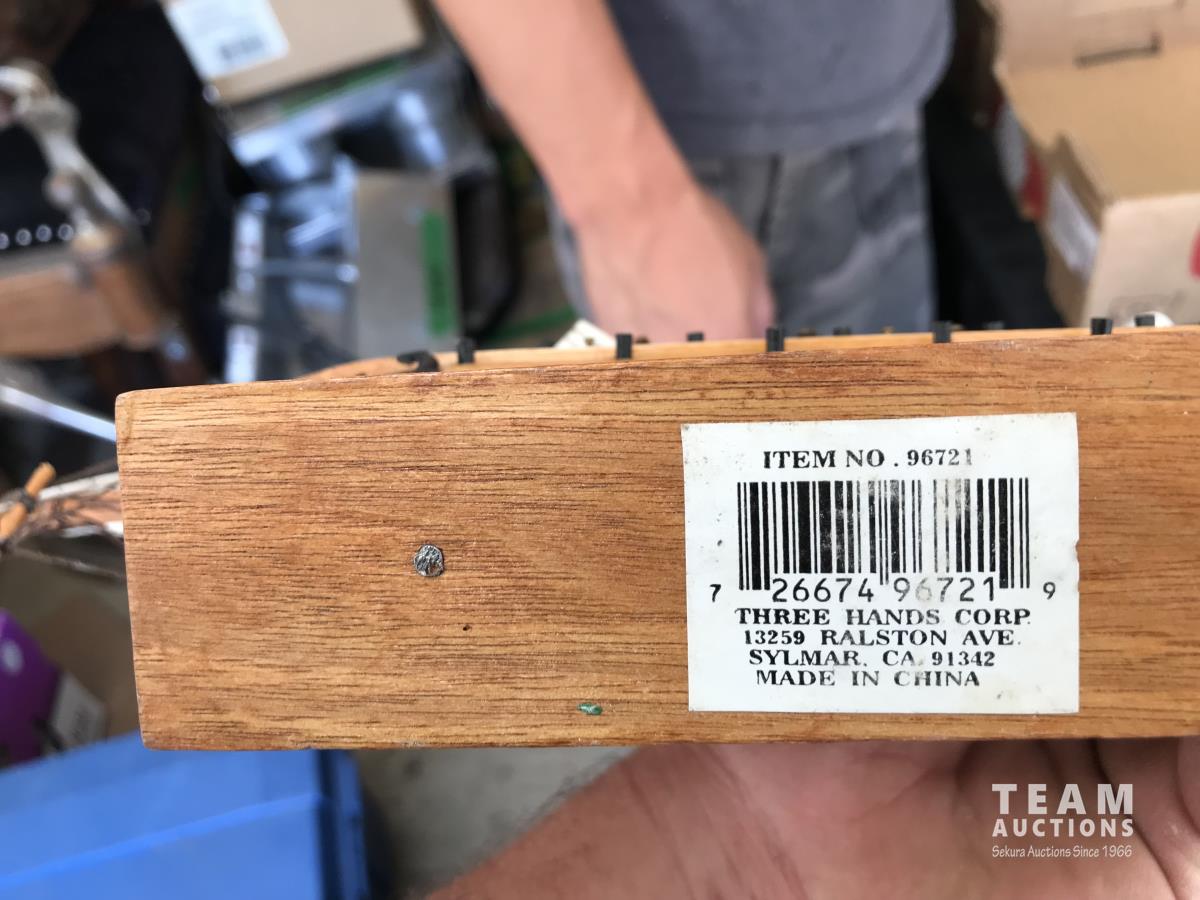 ITEM NO . 96721
7 26674 96721 9
THREE HANDS CORP.
13259 RALSTON AVE.
SYLMAR, CA. 91342
MADE IN CHINA
TEAM
AUCTIONS
Sekura Auctions Since 1966